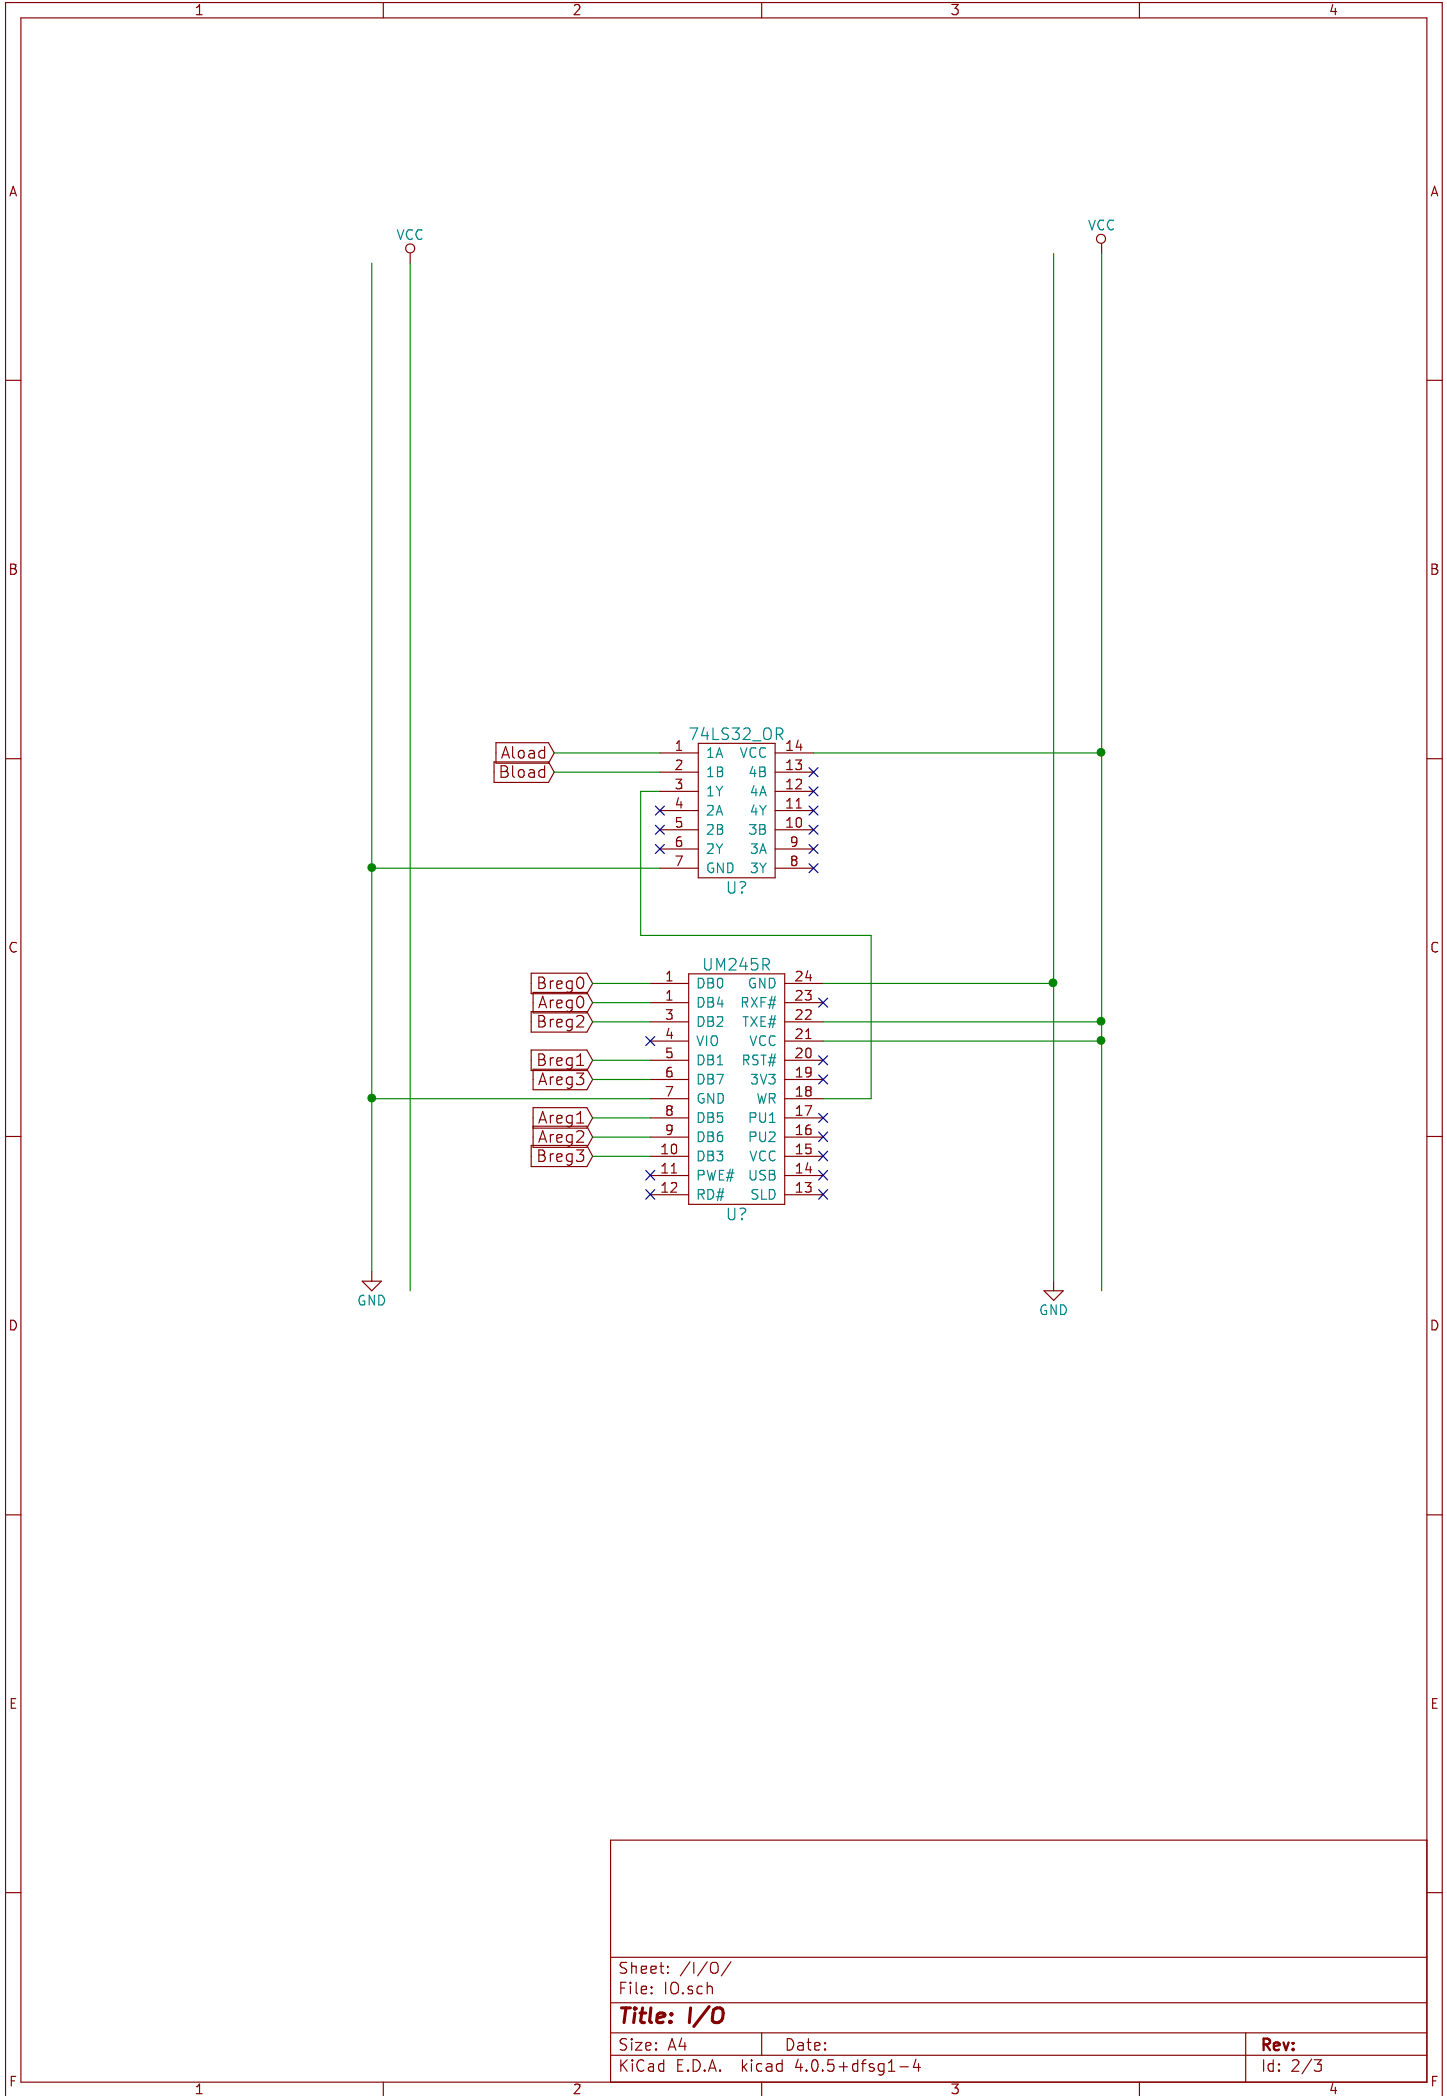 1 2 3 4
A A
VCC
VCC
B B
74LS32_OR
Aload 1 1A VCC 14
Bload 2 1B 4B 13
3 1Y 4A 12
4 2A 4Y 11
5 2B 3B 10
6 2Y 3A 9
7 GND 3Y 8
U?
C C
UM245R
Breg0 1 DB0 GND 24
Areg0 1 DB4 RXF# 23
Breg2 3 DB2 TXE# 22
4 VIO VCC 21
Breg1 5 DB1 RST# 20
Areg3 6 DB7 3V3 19
7 GND WR 18
Areg1 8 DB5 PU1 17
Areg2 9 DB6 PU2 16
Breg3 10 DB3 VCC 15
11 PWE# USB 14
12 RD# SLD 13
U?
GND
GND
D D
E E
Sheet: /I/O/
File: IO.sch
Title: I/O
Size: A4 Date: Rev:
KiCad E.D.A. kicad 4.0.5+dfsg1-4 Id: 2/3
F F
1 2 3 4